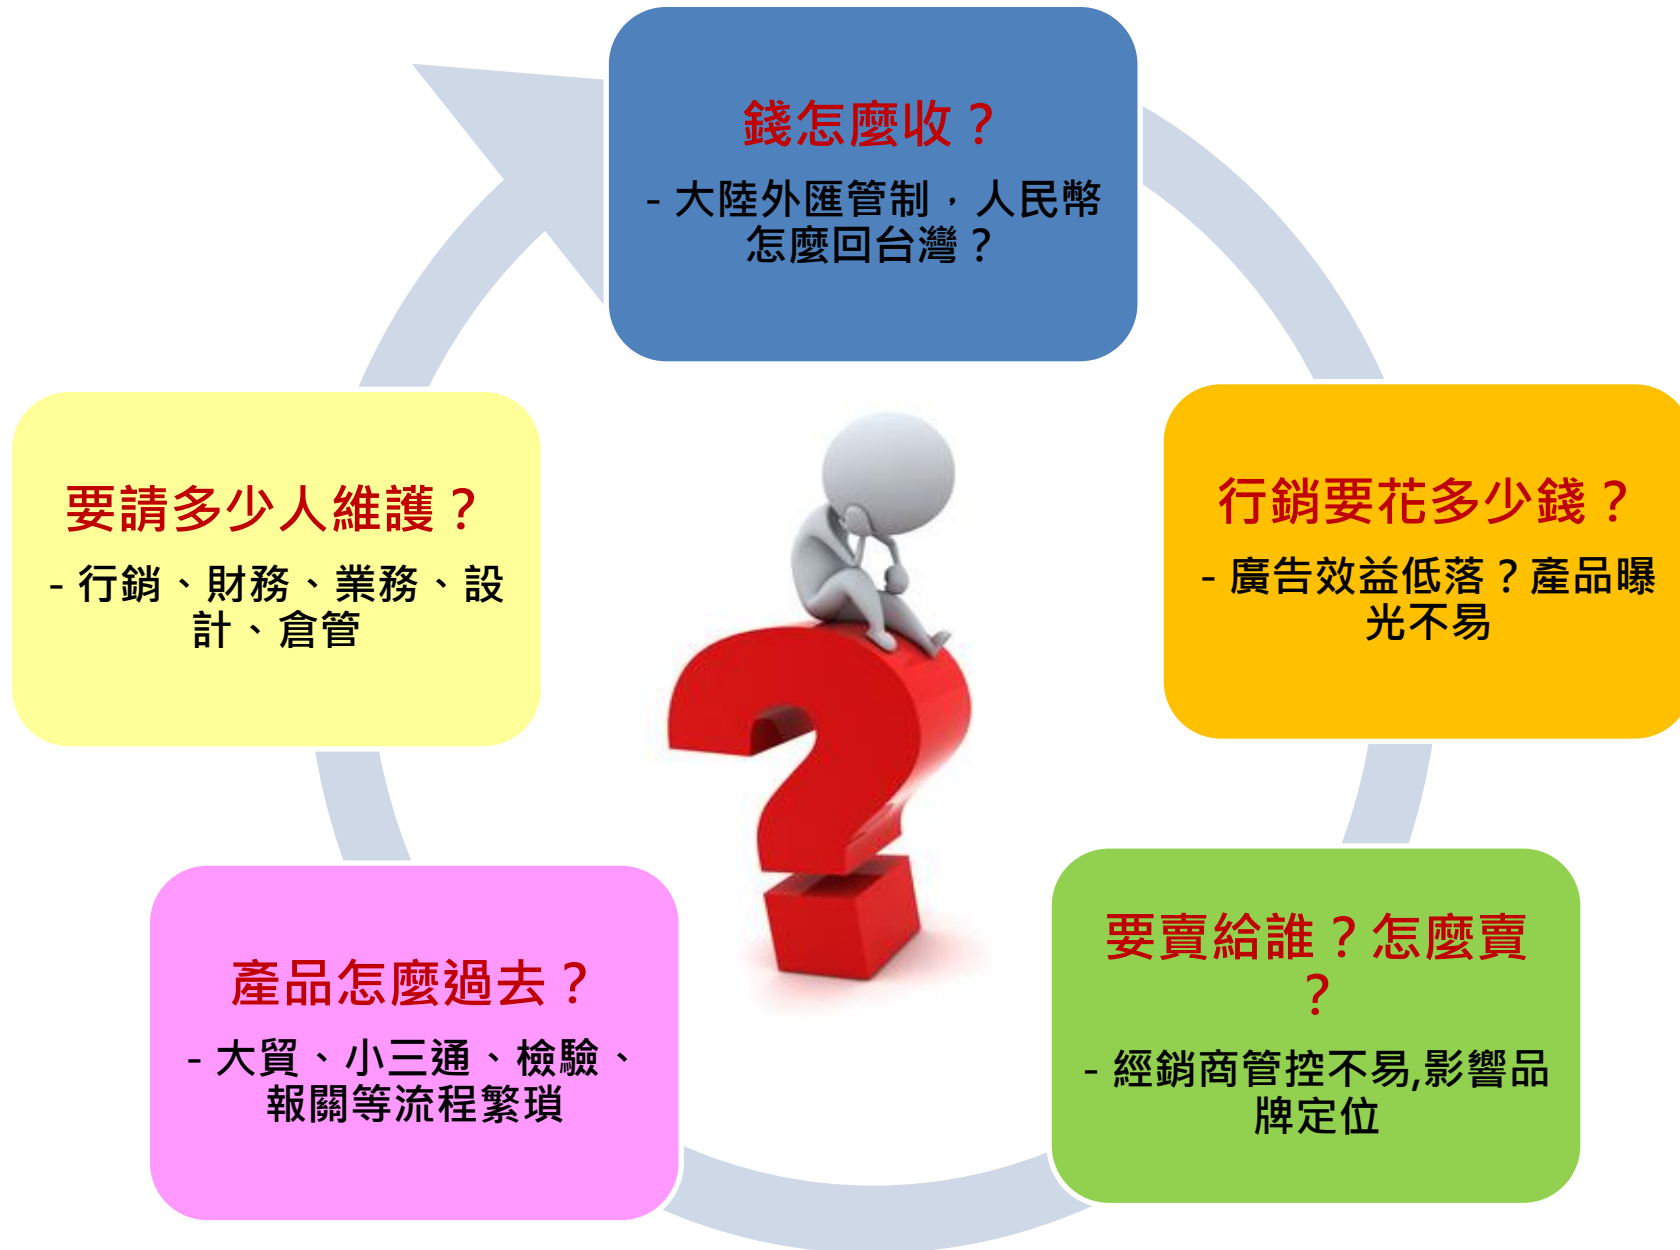 錢怎麼收？
- 大陸外匯管制，人民幣
怎麼回台灣？
行銷要花多少錢？
- 廣告效益低落？產品曝
光不易
要賣給誰？怎麼賣
？
- 經銷商管控不易,影響品
牌定位
產品怎麼過去？
- 大貿、小三通、檢驗、
報關等流程繁瑣
要請多少人維護？
- 行銷、財務、業務、設
計、倉管